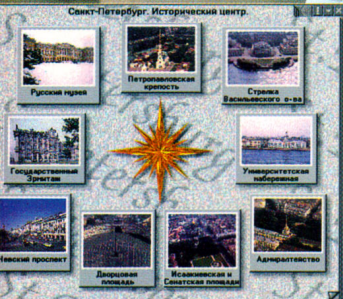 Санкт-Петербург. Исторический центр.
Русский музей
Петропавловская
крепость
Стрелка
Васильевского о-ва
Государственный
Эрмитаж
Университетская
набережная
Невский проспект
Дворцовая
площадь
Исаакиевская и
Сенатская площади
Адмиралтейство